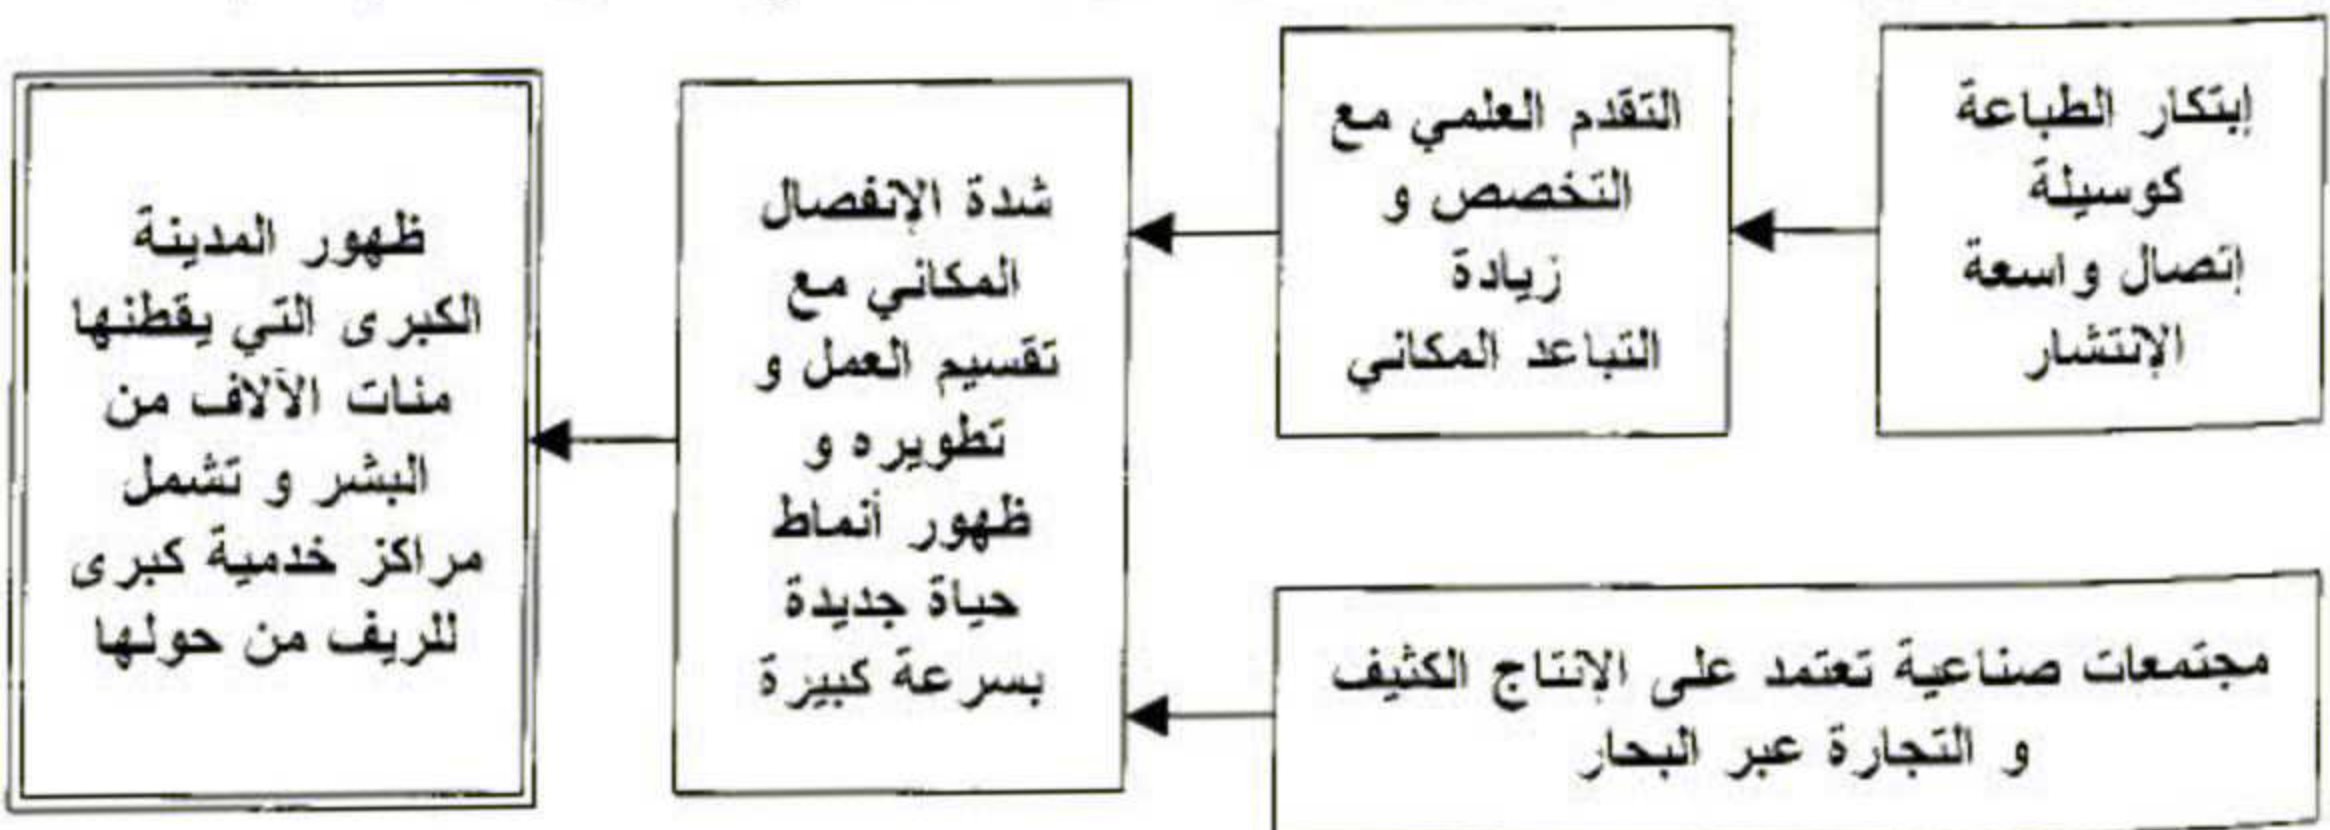 إبتكار الطباعة
كوسيلة
إتصال واسعة
الإنتشار
التقدم العلمي مع
التخصص و
زيادة
التباعد المكاني
شدة الإنفصال
المكاني مع
تقسيم العمل و
تطويره و
ظهور أنماط
حياة جديدة
بسرعة كبيرة
مجتمعات صناعية تعتمد على الإنتاج الكثيف
و التجارة عبر البحار
ظهور المدينة
الكبرى التي يقطنها
مئات الآلاف من
البشر و تشمل
مراكز خدمية كبرى
للريف من حولها